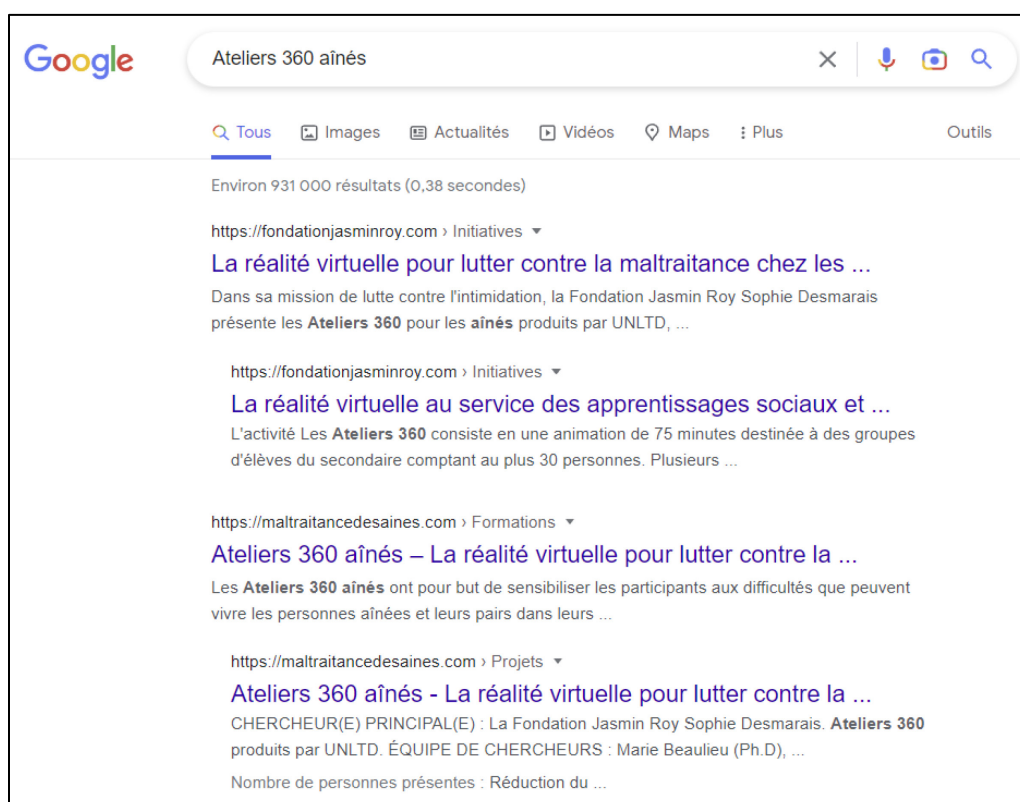 Google
Ateliers 360 aînés
Tous Images Actualités Vidéos Maps Plus Outils
Environ 931 000 résultats (0,38 secondes)
https://fondationjasminroy.com › Initiatives
La réalité virtuelle pour lutter contre la maltraitance chez les ...
Dans sa mission de lutte contre l'intimidation, la Fondation Jasmin Roy Sophie Desmarais
présente les Ateliers 360 pour les aînés produits par UNLTD, ...
https://fondationjasminroy.com › Initiatives
La réalité virtuelle au service des apprentissages sociaux et ...
L'activité Les Ateliers 360 consiste en une animation de 75 minutes destinée à des groupes
d'élèves du secondaire comptant au plus 30 personnes. Plusieurs ...
https://maltraitancedesaines.com › Formations
Ateliers 360 aînés – La réalité virtuelle pour lutter contre la ...
Les Ateliers 360 aînés ont pour but de sensibiliser les participants aux difficultés que peuvent
vivre les personnes aînées et leurs pairs dans leurs ...
https://maltraitancedesaines.com › Projets
Ateliers 360 aînés - La réalité virtuelle pour lutter contre la ...
CHERCHEUR(E) PRINCIPAL(E) : La Fondation Jasmin Roy Sophie Desmarais. Ateliers 360
produits par UNLTD. ÉQUIPE DE CHERCHEURS : Marie Beaulieu (Ph.D), ...
Nombre de personnes présentes : Réduction du ...